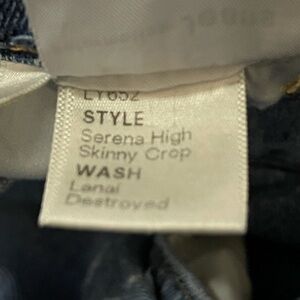 LY652
STYLE
Serena High
Skinny Crop
WASH
Lanai
Destroyed